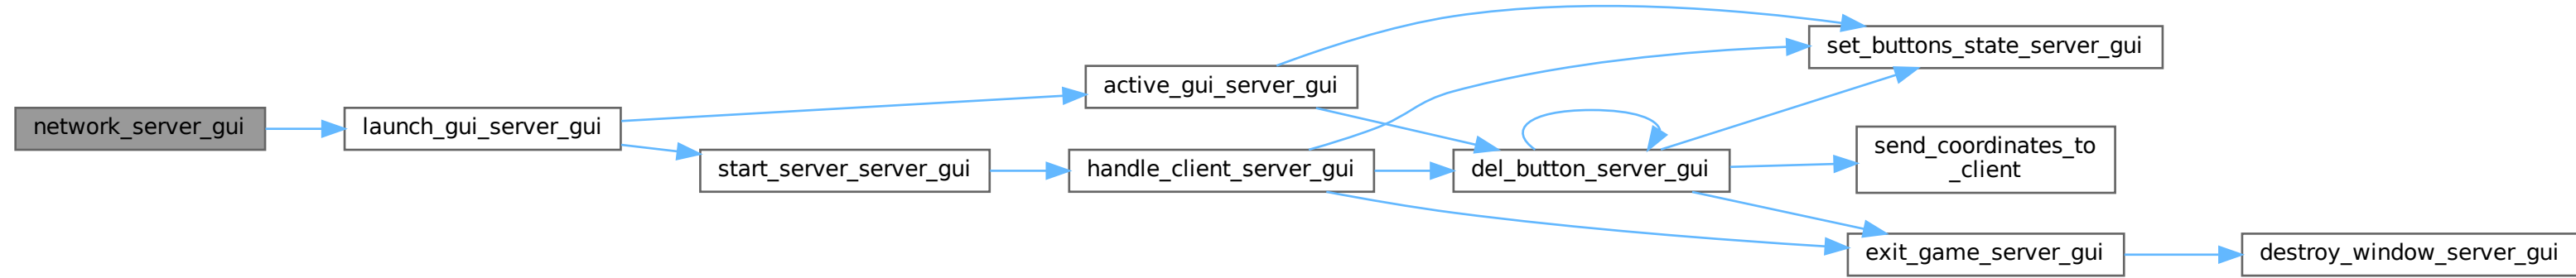 network_server_gui
launch_gui_server_gui
active_gui_server_gui
start_server_server_gui
handle_client_server_gui
del_button_server_gui
set_buttons_state_server_gui
send_coordinates_to
_client
exit_game_server_gui
destroy_window_server_gui